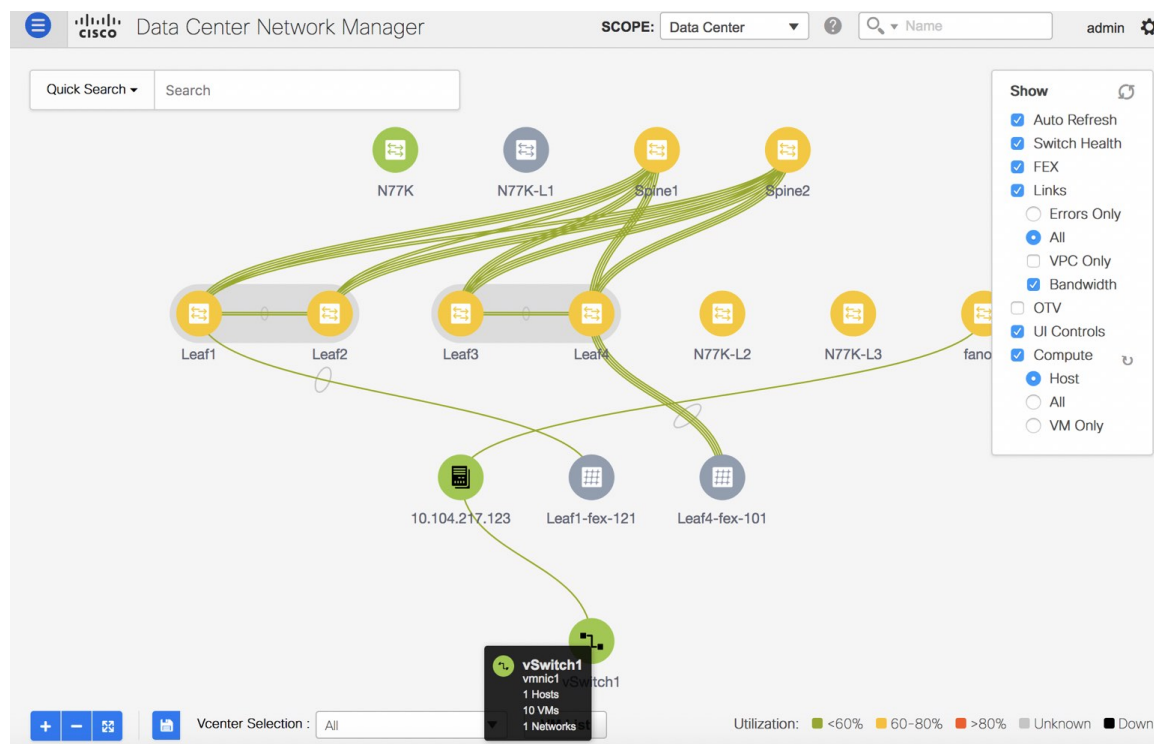 cisco Data Center Network Manager SCOPE: Data Center ? Name admin
Quick Search Search
Show
Auto Refresh
Switch Health
FEX
Links
Errors Only
All
VPC Only
Bandwidth
OTV
UI Controls
Compute
Host
All
VM Only
N77K N77K-L1 Spine1 Spine2
Leaf1 Leaf2 Leaf3 Leaf4 N77K-L2 N77K-L3 fano
10.104.217.123 Leaf1-fex-121 Leaf4-fex-101
vSwitch1
vmnic1
1 Hosts
10 VMs
1 Networks
vSwitch1
+ − Vcenter Selection : All Utilization: <60% 60-80% >80% Unknown Down